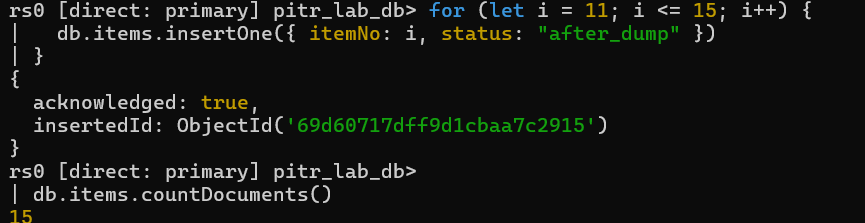 rs0 [direct: primary] pitr_lab_db> for (let i = 11; i <= 15; i++) {
|   db.items.insertOne({ itemNo: i, status: "after_dump" })
| }
{
  acknowledged: true,
  insertedId: ObjectId('69d60717dff9d1cbaa7c2915')
}
rs0 [direct: primary] pitr_lab_db>
| db.items.countDocuments()
15